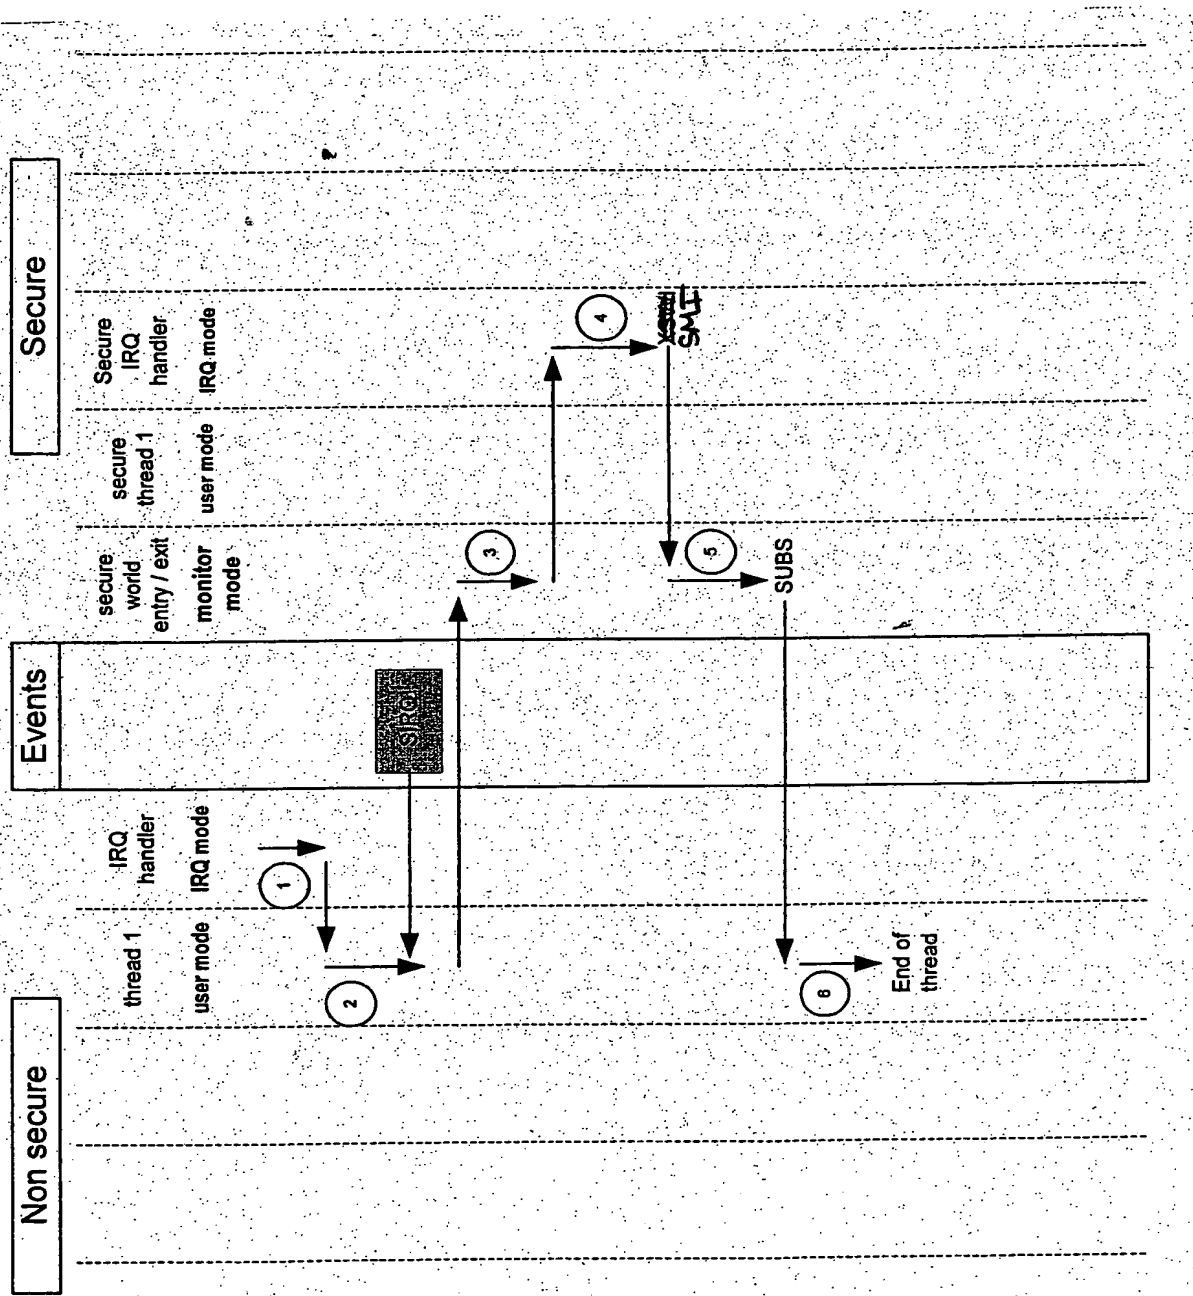 Non secure
Events
Secure
thread 1
user mode
IRQ
handler
IRQ mode
secure
world
entry / exit
monitor
mode
secure
thread 1
user mode
Secure
IRQ
handler
IRQ mode
1
2
SIRQ
3
4
SMI
5
SUBS
6
End of
thread